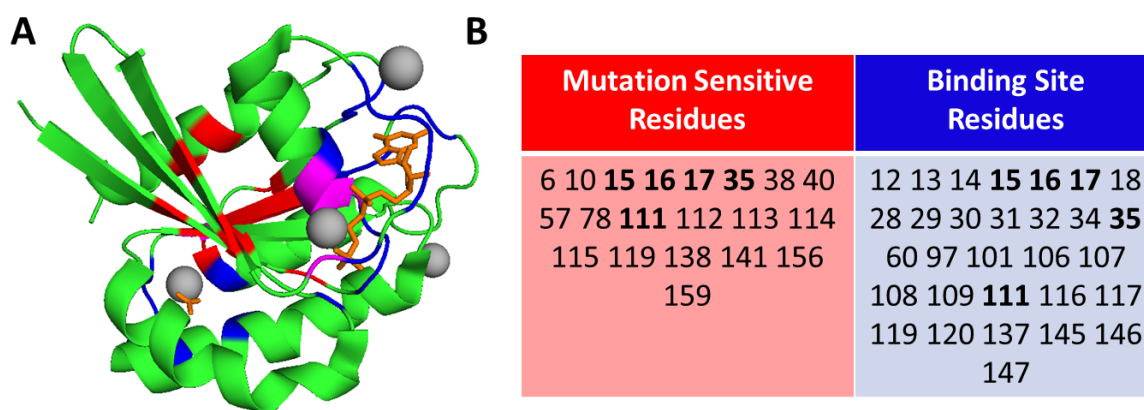 A
B
Mutation Sensitive
Residues
Binding Site
Residues
6 10 15 16 17 35 38 40
57 78 111 112 113 114
115 119 138 141 156
159
12 13 14 15 16 17 18
28 29 30 31 32 34 35
60 97 101 106 107
108 109 111 116 117
119 120 137 145 146
147